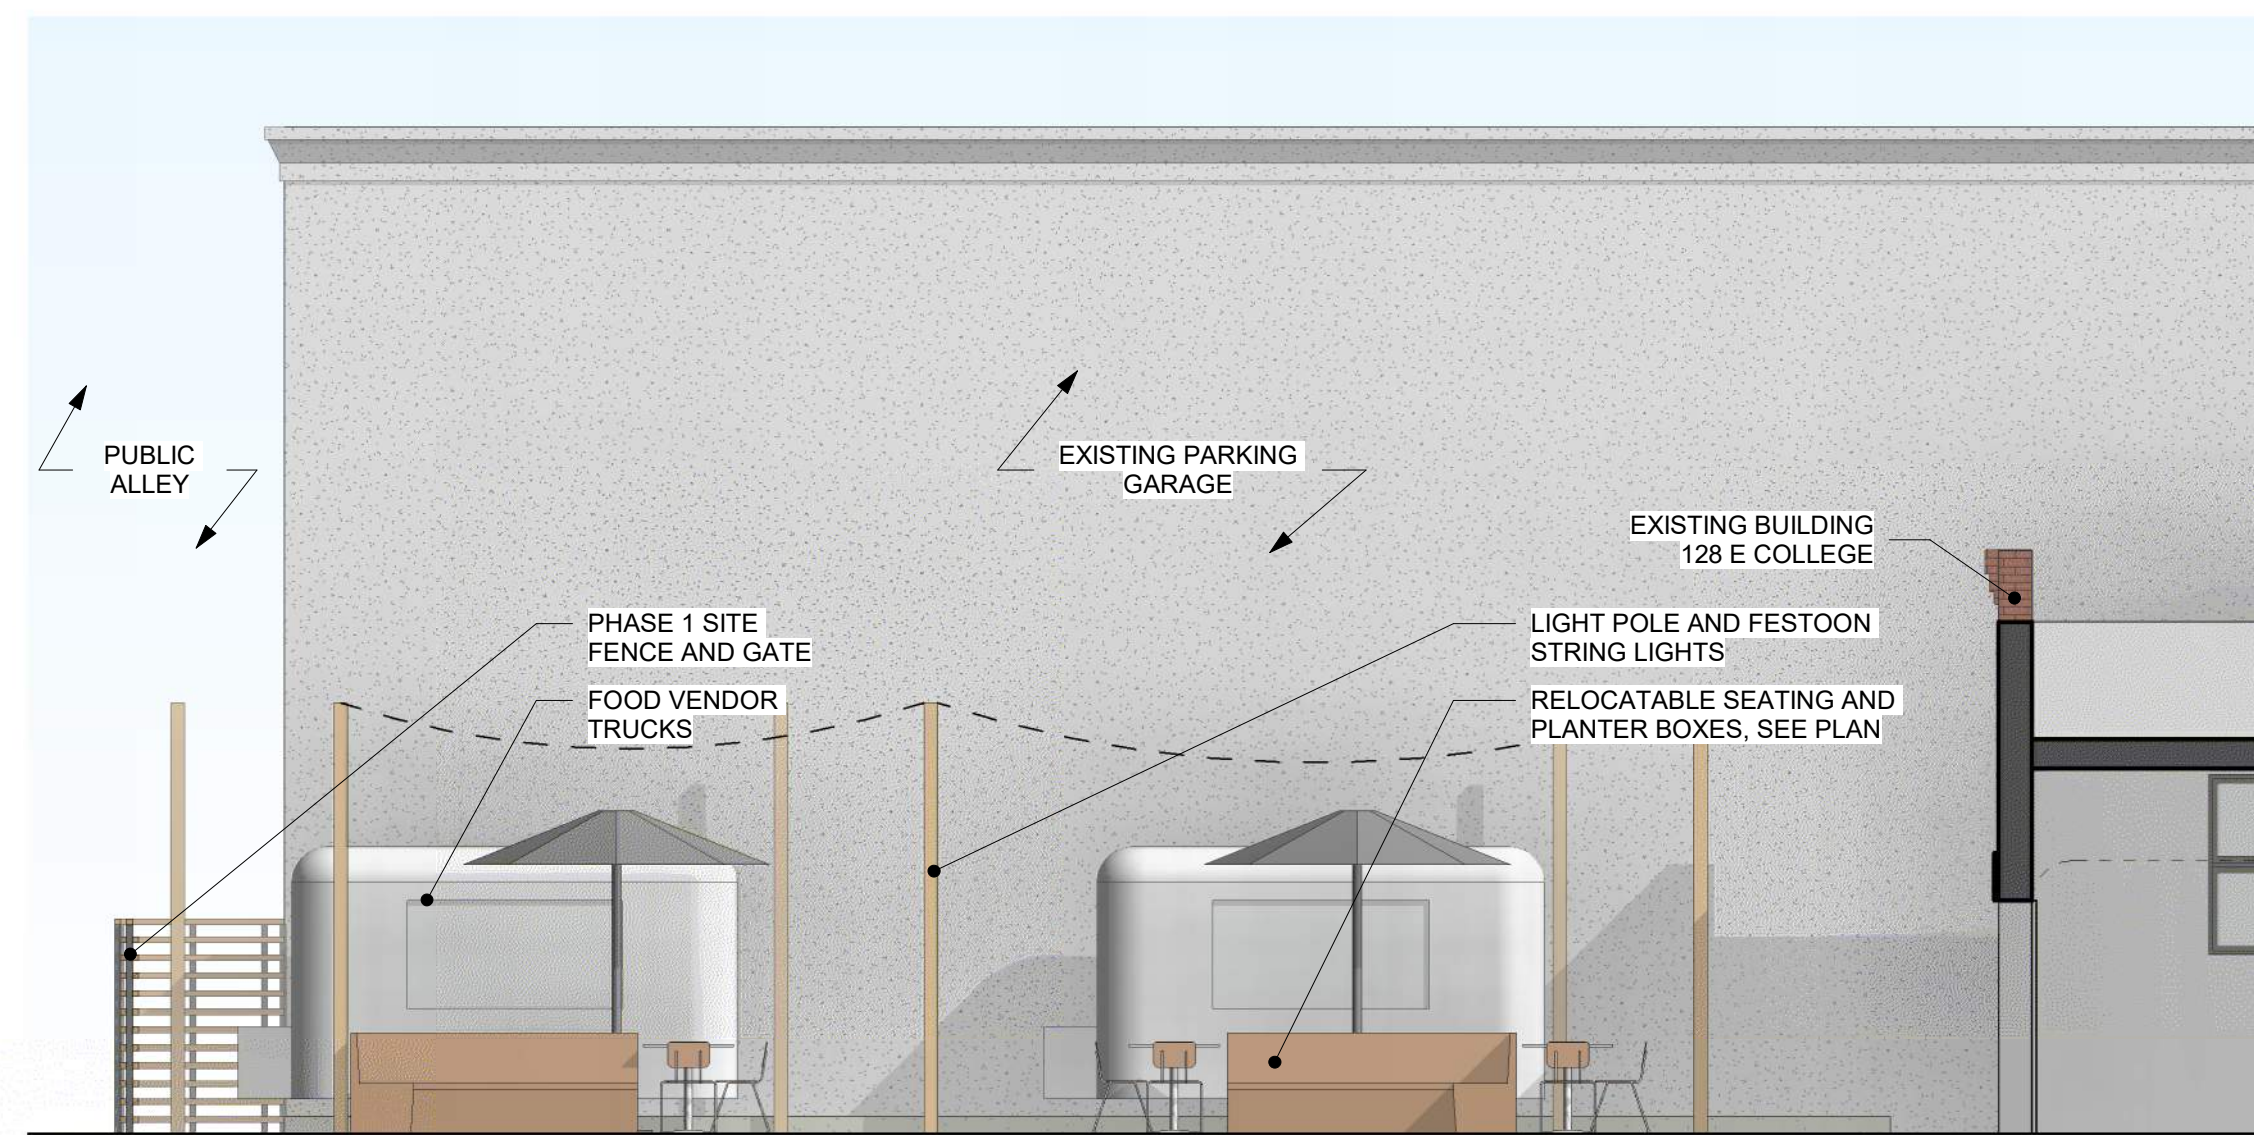 PUBLIC
ALLEY
EXISTING PARKING
GARAGE
EXISTING BUILDING
128 E COLLEGE
PHASE 1 SITE
FENCE AND GATE
LIGHT POLE AND FESTOON
STRING LIGHTS
FOOD VENDOR
TRUCKS
RELOCATABLE SEATING AND
PLANTER BOXES, SEE PLAN